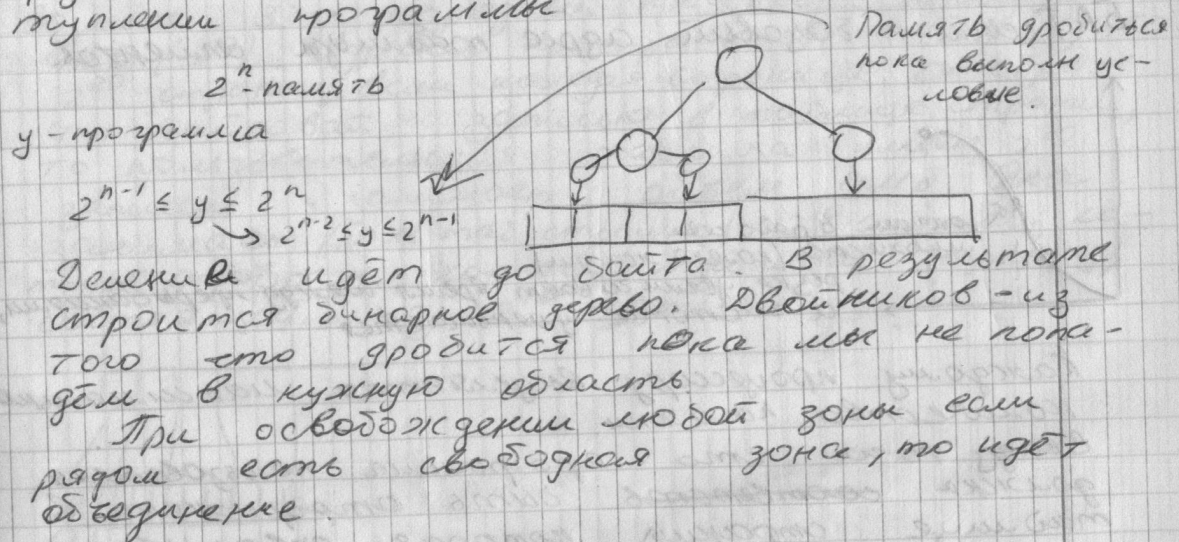 туплении программы
2^n - память
y - программа
2^{n-1} ≤ y ≤ 2^n
2^{n-2} ≤ y ≤ 2^{n-1}
Память дробиться
пока выполн ус-
ловие.
Деление идёт до байта. В результате
строится бинарное дерево. Двойников - из
того что дробится пока мы не попа-
дём в нужную область
При освобождении любой зоны если
рядом есть свободная зона, то идёт
объединение.